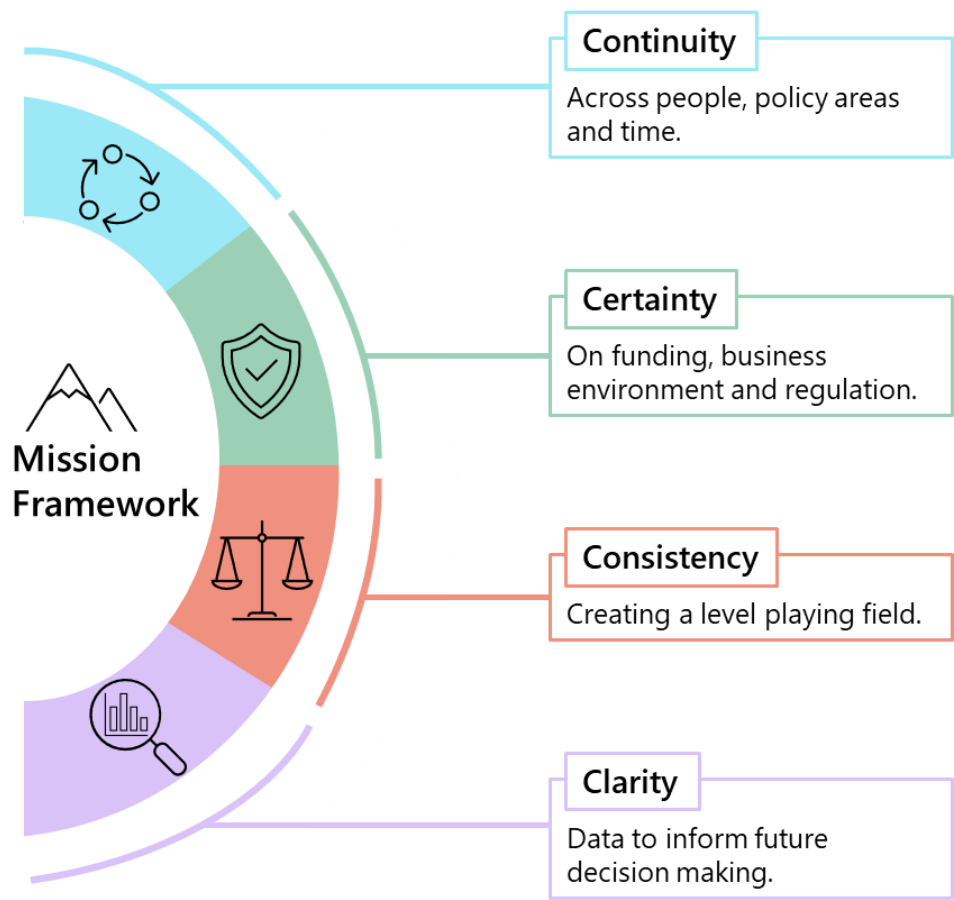 Continuity
Across people, policy areas
and time.
Certainty
On funding, business
environment and regulation.
Mission
Framework
Consistency
Creating a level playing field.
Clarity
Data to inform future
decision making.